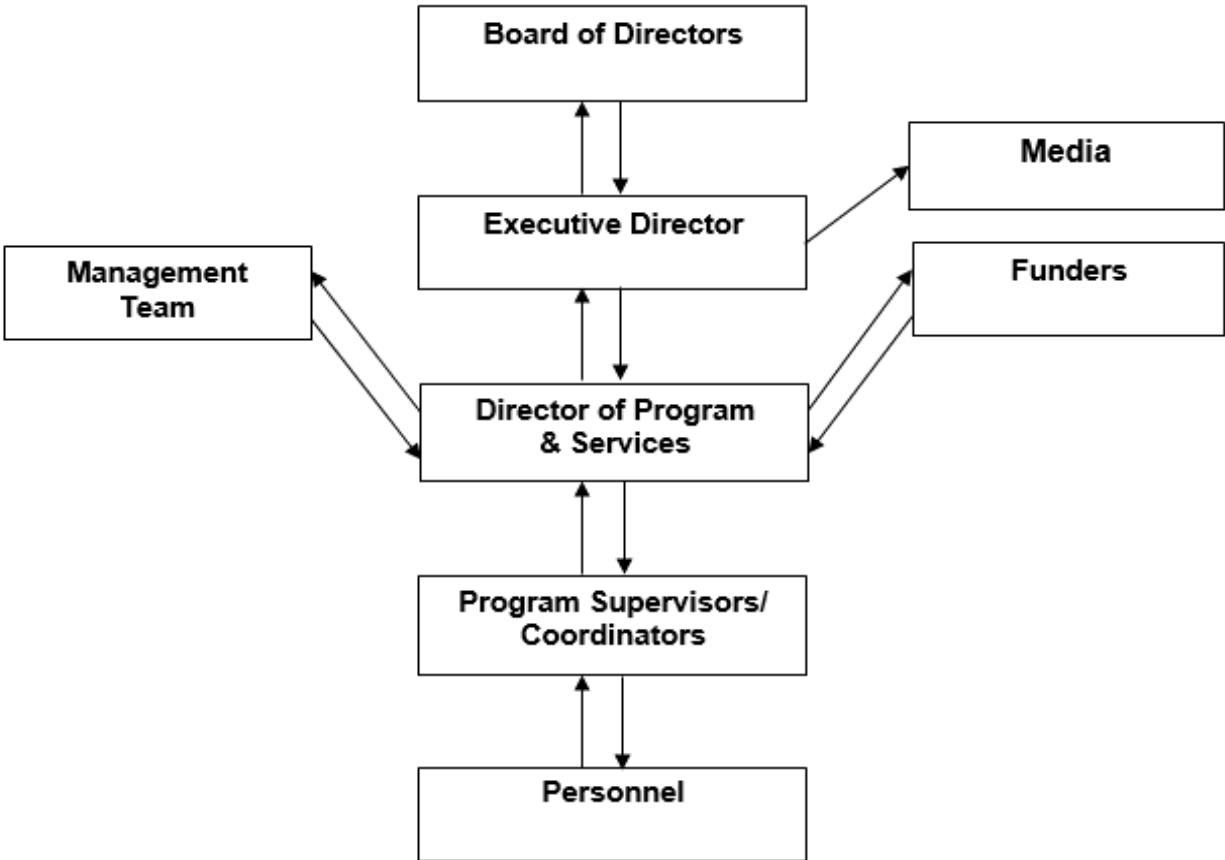 Board of Directors
Media
Executive Director
Management
Team
Funders
Director of Program
& Services
Program Supervisors/
Coordinators
Personnel